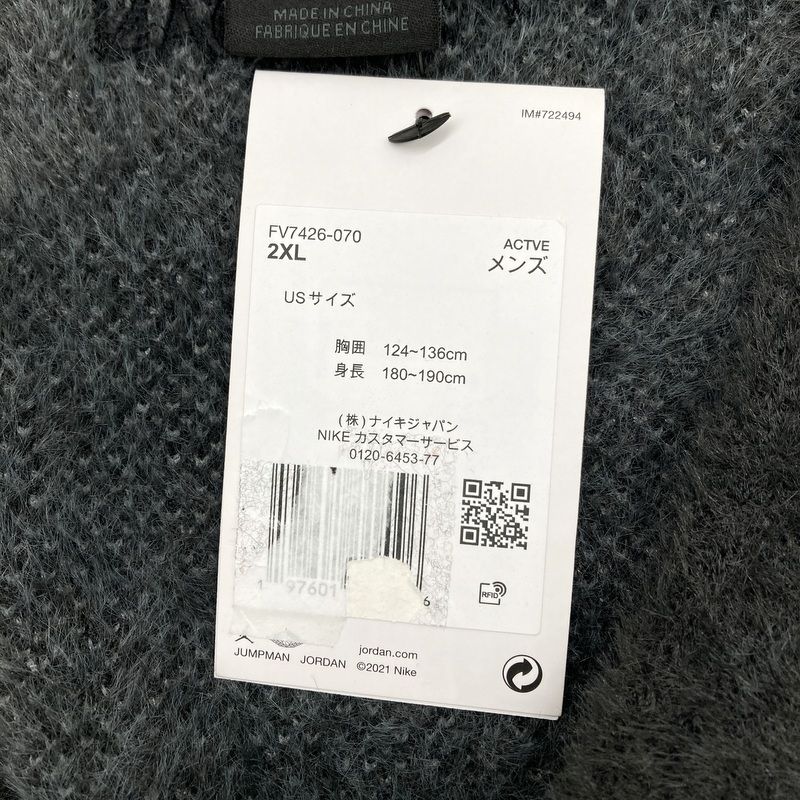 MADE IN CHINA
FABRIQUE EN CHINE
IM#722494
FV7426-070
2XL
ACTVE
メンズ
USサイズ
胸囲 124~136cm
身長 180~190cm
(株)ナイキジャパン
NIKE カスタマーサービス
0120-6453-77
1 97601 6
RFID
JUMPMAN JORDAN
jordan.com
©2021 Nike